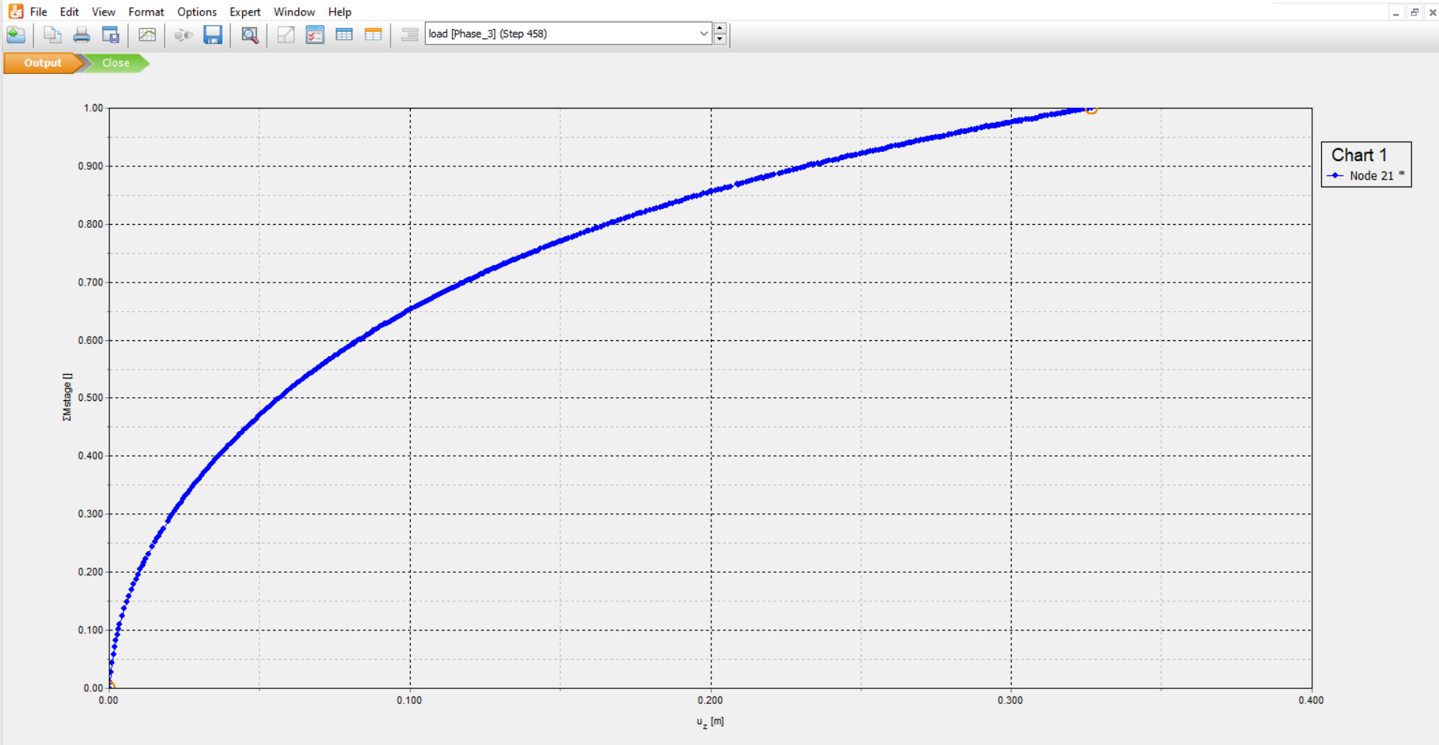 File Edit View Format Options Expert Window Help
load [Phase_3] (Step 458)
Output Close
1.00
0.900
0.800
0.700
0.600
0.500
0.400
0.300
0.200
0.100
0.00
ΣMstage []
0.00 0.100 0.200 0.300 0.400
uz [m]
Chart 1
Node 21 *